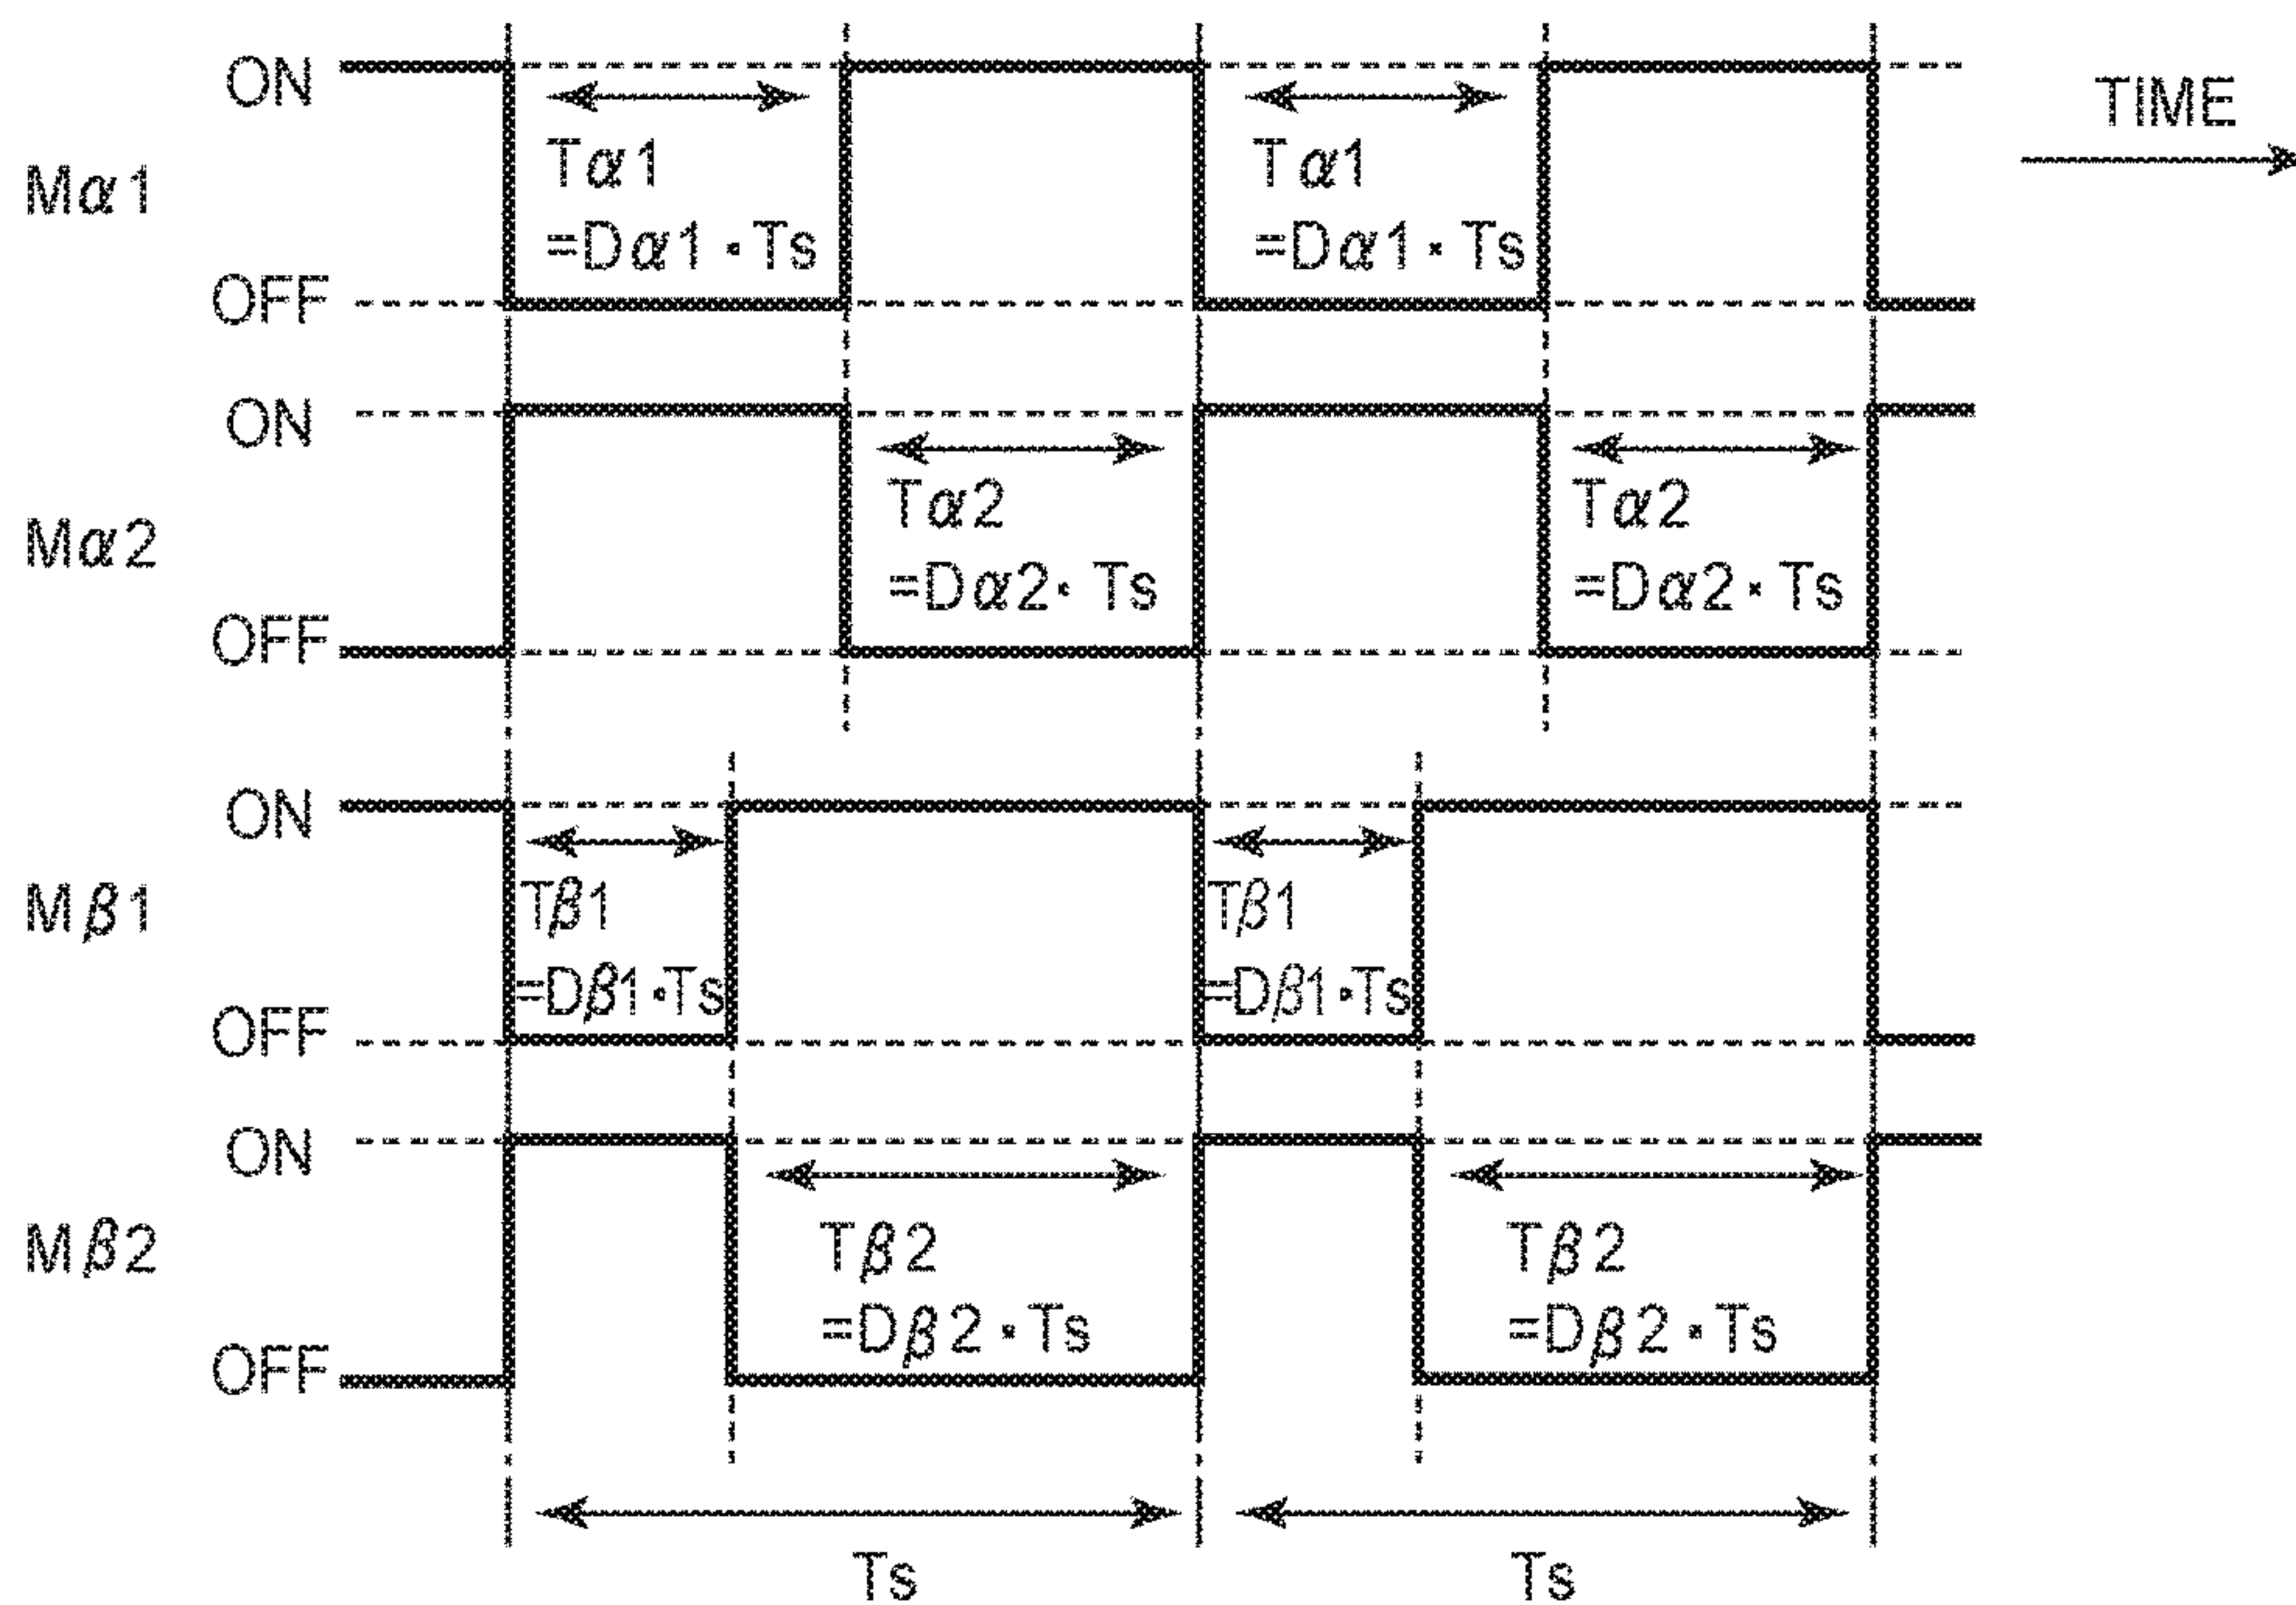 ON
TIME
Tα1
Tα1
Mα1
=Dα1・Ts
=Dα1・Ts
OFF
ON
Tα2
Tα2
Mα2
=Dα2・Ts
=Dα2・Ts
OFF
ON
Tβ1
Tβ1
Mβ1
=Dβ1・Ts
=Dβ1・Ts
OFF
ON
Tβ2
Tβ2
Mβ2
=Dβ2・Ts
=Dβ2・Ts
OFF
Ts
Ts